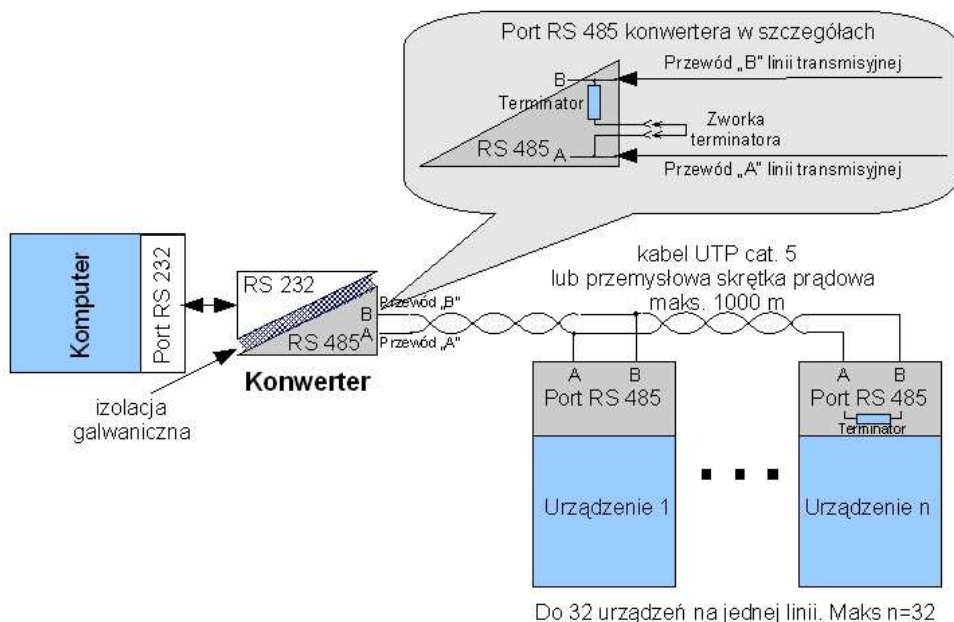 Port RS 485 konwertera w szczegółach
B
Przewód „B" linii transmisyjnej
Terminator
Zworka
terminatora
RS 485
A
Przewód „A" linii transmisyjnej
Komputer
Port RS 232
RS 232
RS 485
B
A
Przewód „B"
Przewód „A"
Konwerter
izolacja
galwaniczna
kabel UTP cat. 5
lub przemysłowa skrętka prądowa
maks. 1000 m
A B
Port RS 485
Urządzenie 1
A B
Port RS 485
Terminator
Urządzenie n
Do 32 urządzeń na jednej linii. Maks n=32